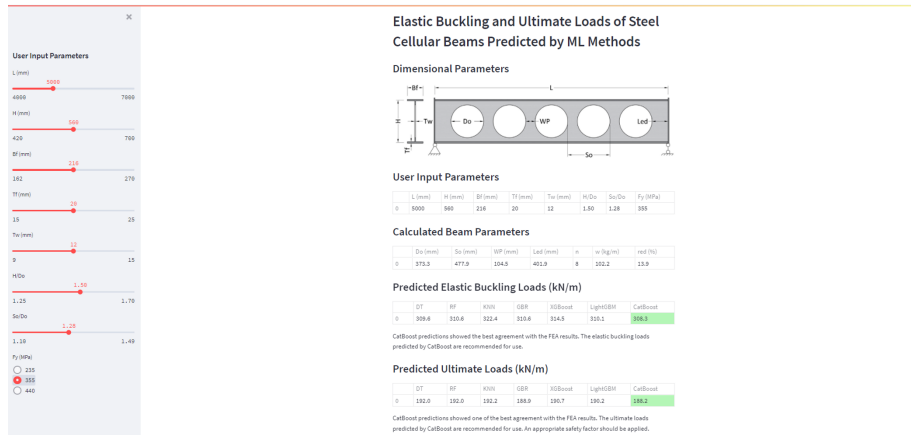 ×
User Input Parameters
L (mm)
5000
4000 7000
H (mm)
560
420 700
Bf (mm)
216
162 270
Tf (mm)
20
15 25
Tw (mm)
12
9 15
H/Do
1.50
1.25 1.70
So/Do
1.28
1.10 1.49
Fy (MPa)
235
355
440
Elastic Buckling and Ultimate Loads of Steel
Cellular Beams Predicted by ML Methods
Dimensional Parameters
Bf L
H Tw Do WP Led
Tf So
User Input Parameters
L (mm) H (mm) Bf (mm) Tf (mm) Tw (mm) H/Do So/Do Fy (MPa)
0 5000 560 216 20 12 1.50 1.28 355
Calculated Beam Parameters
Do (mm) So (mm) WP (mm) Led (mm) n w (kg/m) red (%)
0 373.3 477.9 104.5 401.9 8 102.2 13.9
Predicted Elastic Buckling Loads (kN/m)
DT RF KNN GBR XGBoost LightGBM CatBoost
0 309.6 310.6 322.4 310.6 314.5 310.1 308.3
CatBoost predictions showed the best agreement with the FEA results. The elastic buckling loads
predicted by CatBoost are recommended for use.
Predicted Ultimate Loads (kN/m)
DT RF KNN GBR XGBoost LightGBM CatBoost
0 192.0 192.0 192.2 188.9 190.7 190.2 188.2
CatBoost predictions showed one of the best agreement with the FEA results. The ultimate loads
predicted by CatBoost are recommended for use. An appropriate safety factor should be applied.